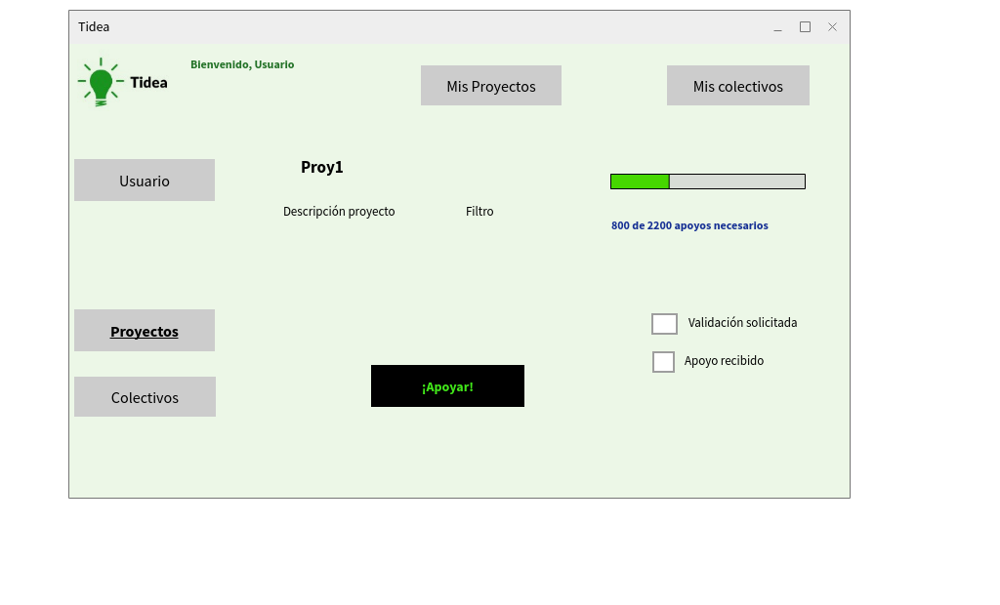 Tidea
Bienvenido, Usuario
Tidea
Mis Proyectos
Mis colectivos
Usuario
Proy1
Descripción proyecto
Filtro
800 de 2200 apoyos necesarios
Proyectos
Validación solicitada
Apoyo recibido
¡Apoyar!
Colectivos